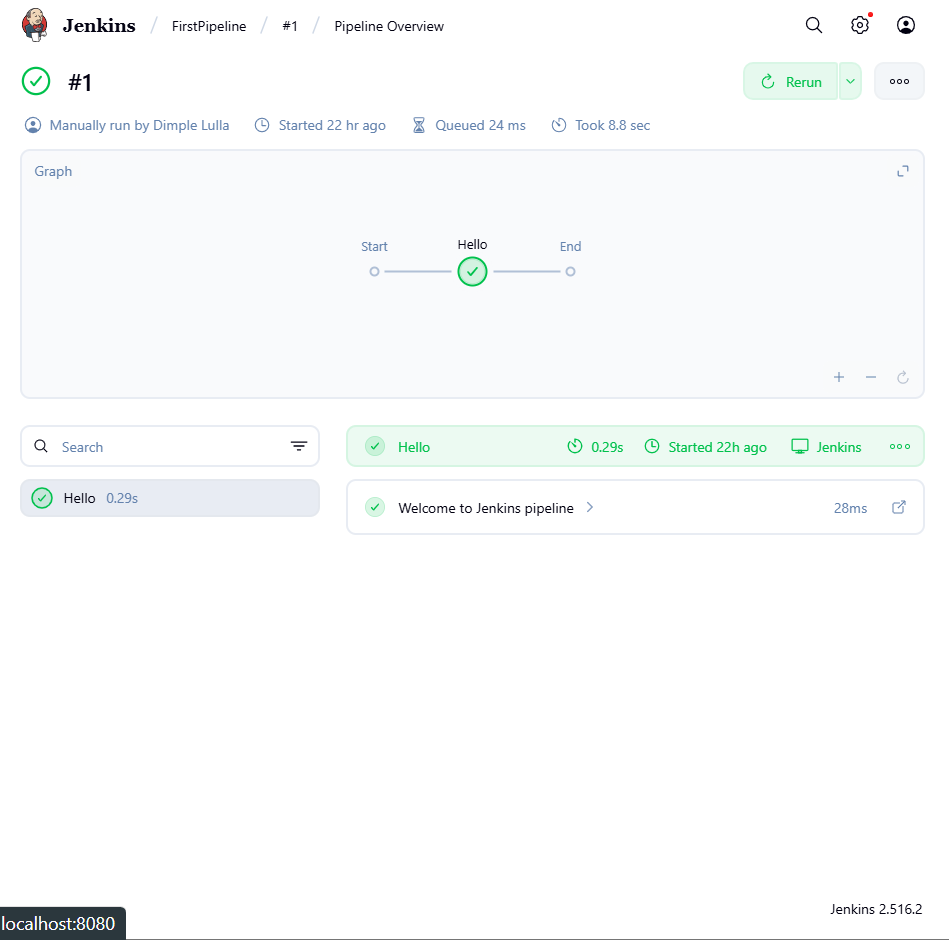 Jenkins / FirstPipeline / #1 / Pipeline Overview
#1
Rerun
Manually run by Dimple Lulla Started 22 hr ago Queued 24 ms Took 8.8 sec
Graph
Start Hello End
Search
Hello 0.29s Started 22h ago Jenkins
Hello 0.29s
Welcome to Jenkins pipeline 28ms
Jenkins 2.516.2
localhost:8080